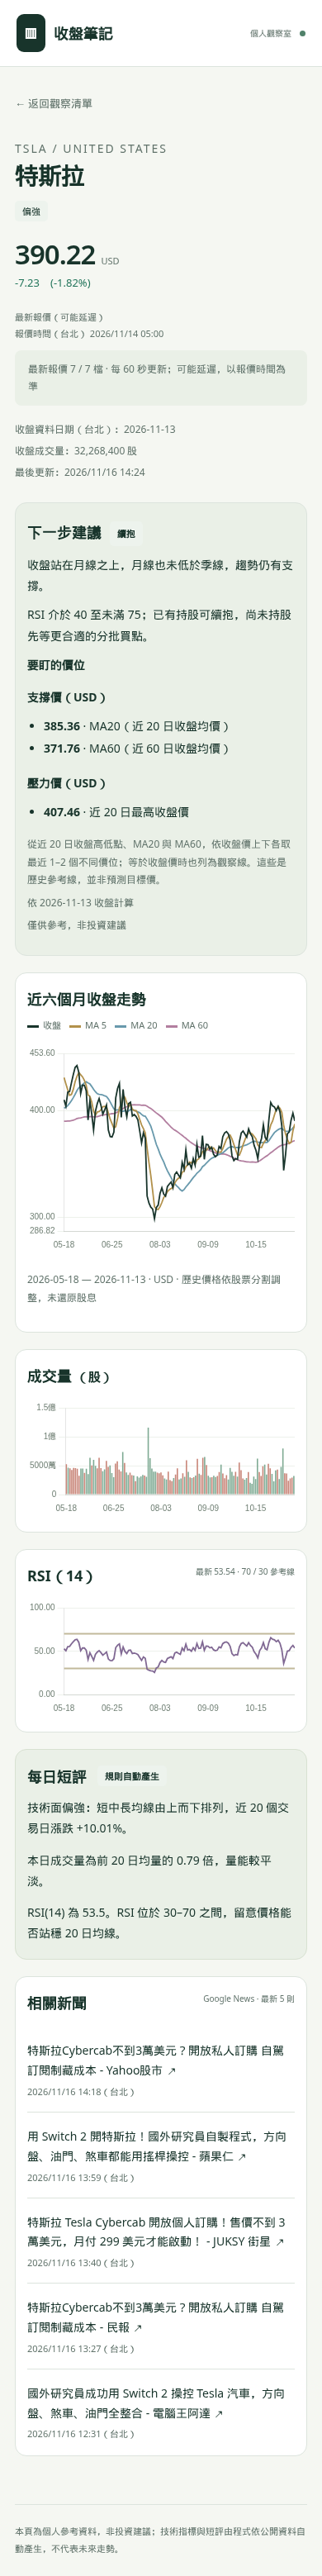 收盤筆記
個人觀察室
← 返回觀察清單
TSLA / UNITED STATES
特斯拉
偏強
390.22 USD
-7.23 (-1.82%)
最新報價（可能延遲）
報價時間（台北） 2026/11/14 05:00
最新報價 7 / 7 檔 · 每 60 秒更新；可能延遲，以報價時間為
準
收盤資料日期（台北）：2026-11-13
收盤成交量：32,268,400 股
最後更新：2026/11/16 14:24
下一步建議 續抱
收盤站在月線之上，月線也未低於季線，趨勢仍有支
撐。
RSI 介於 40 至未滿 75；已有持股可續抱，尚未持股
先等更合適的分批買點。
要盯的價位
支撐價（USD）
• 385.36 · MA20（近 20 日收盤均價）
• 371.76 · MA60（近 60 日收盤均價）
壓力價（USD）
• 407.46 · 近 20 日最高收盤價
從近 20 日收盤高低點、MA20 與 MA60，依收盤價上下各取
最近 1–2 個不同價位；等於收盤價時也列為觀察線。這些是
歷史參考線，並非預測目標價。
依 2026-11-13 收盤計算
僅供參考，非投資建議
近六個月收盤走勢
收盤 MA 5 MA 20 MA 60
453.60
400.00
300.00
286.82
05-18 06-25 08-03 09-09 10-15
2026-05-18 — 2026-11-13 · USD · 歷史價格依股票分割調
整，未還原股息
成交量（股）
1.5億
1億
5000萬
0
05-18 06-25 08-03 09-09 10-15
RSI（14） 最新 53.54 · 70 / 30 參考線
100.00
50.00
0.00
05-18 06-25 08-03 09-09 10-15
每日短評 規則自動產生
技術面偏強：短中長均線由上而下排列，近 20 個交
易日漲跌 +10.01%。
本日成交量為前 20 日均量的 0.79 倍，量能較平
淡。
RSI(14) 為 53.5。RSI 位於 30–70 之間，留意價格能
否站穩 20 日均線。
相關新聞 Google News · 最新 5 則
特斯拉Cybercab不到3萬美元？開放私人訂購 自駕
訂閱制藏成本 - Yahoo股市 ↗
2026/11/16 14:18（台北）
用 Switch 2 開特斯拉！國外研究員自製程式，方向
盤、油門、煞車都能用搖桿操控 - 蘋果仁 ↗
2026/11/16 13:59（台北）
特斯拉 Tesla Cybercab 開放個人訂購！售價不到 3
萬美元，月付 299 美元才能啟動！ - JUKSY 街星 ↗
2026/11/16 13:40（台北）
特斯拉Cybercab不到3萬美元？開放私人訂購 自駕
訂閱制藏成本 - 民報 ↗
2026/11/16 13:27（台北）
國外研究員成功用 Switch 2 操控 Tesla 汽車，方向
盤、煞車、油門全整合 - 電腦王阿達 ↗
2026/11/16 12:31（台北）
本頁為個人參考資料，非投資建議；技術指標與短評由程式依公開資料自
動產生，不代表未來走勢。